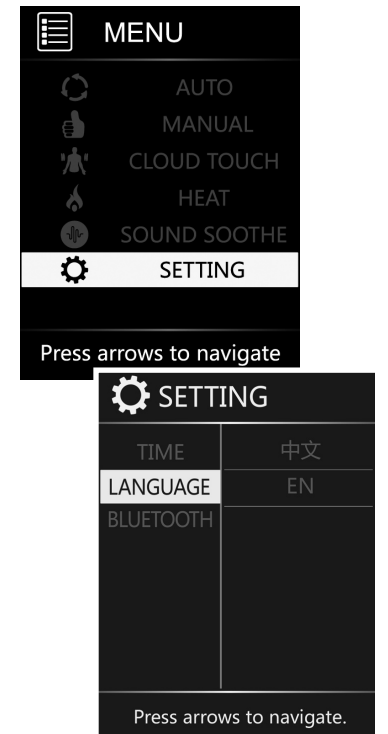 MENU
AUTO
MANUAL
CLOUD TOUCH
HEAT
SOUND SOOTHE
SETTING
Press arrows to navigate
SETTING
TIME 中文
LANGUAGE EN
BLUETOOTH
Press arrows to navigate.